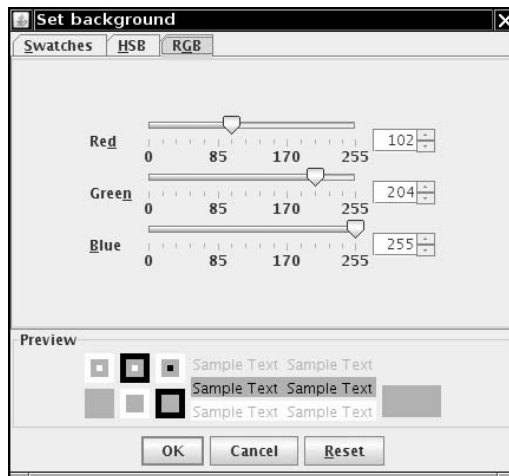 Set background
Swatches HSB RGB
Red 102
0 85 170 255
Green 204
0 85 170 255
Blue 255
0 85 170 255
Preview
Sample Text Sample Text
Sample Text Sample Text
Sample Text Sample Text
OK Cancel Reset